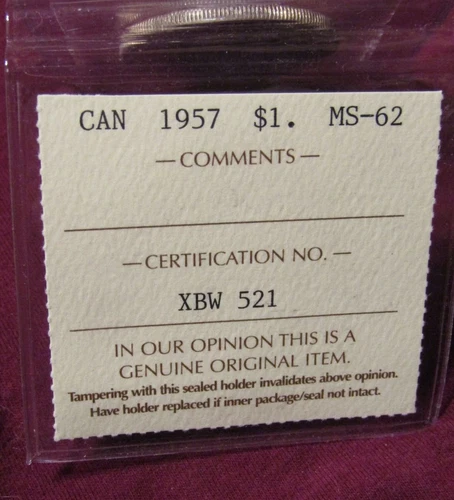 CAN 1957 $1. MS-62
— COMMENTS —
— CERTIFICATION NO. —
XBW 521
IN OUR OPINION THIS IS A
GENUINE ORIGINAL ITEM.
Tampering with this sealed holder invalidates above opinion.
Have holder replaced if inner package/seal not intact.